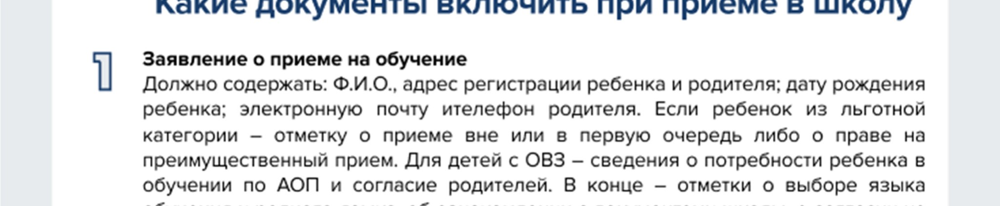 Какие документы включить при приеме в школу
1
Заявление о приеме на обучение
Должно содержать: Ф.И.О., адрес регистрации ребенка и родителя; дату рождения
ребенка; электронную почту ителефон родителя. Если ребенок из льготной
категории – отметку о приеме вне или в первую очередь либо о праве на
преимущественный прием. Для детей с ОВЗ – сведения о потребности ребенка в
обучении по АОП и согласие родителей. В конце – отметки о выборе языка